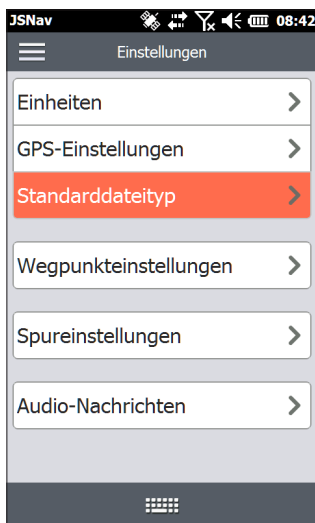 JSNav 08:42
Einstellungen
Einheiten
GPS-Einstellungen
Standarddateityp
Wegpunkteinstellungen
Spureinstellungen
Audio-Nachrichten